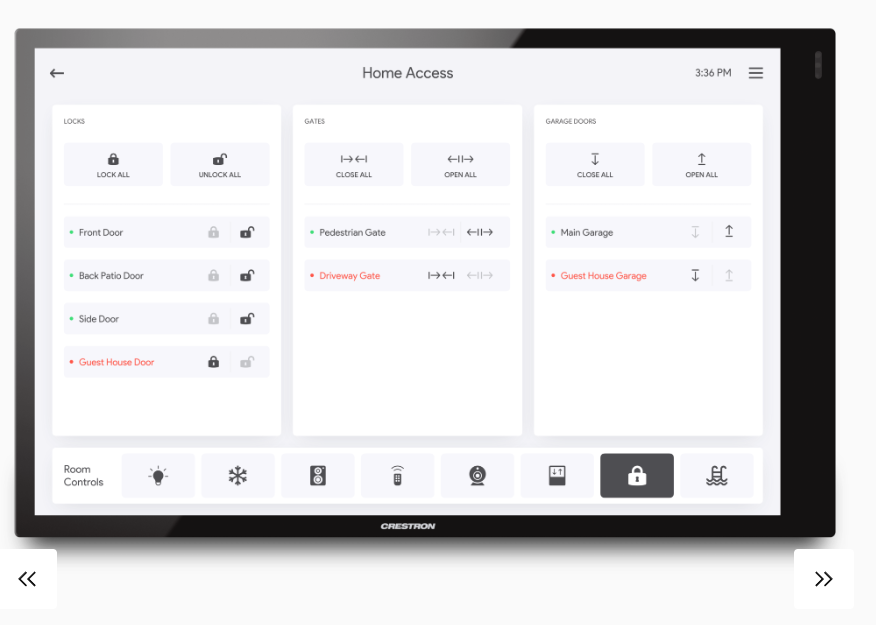 Home Access
3:36 PM
LOCKS
LOCK ALL
UNLOCK ALL
Front Door
Back Patio Door
Side Door
Guest House Door
GATES
CLOSE ALL
OPEN ALL
Pedestrian Gate
Driveway Gate
GARAGE DOORS
CLOSE ALL
OPEN ALL
Main Garage
Guest House Garage
Room
Controls
CRESTRON